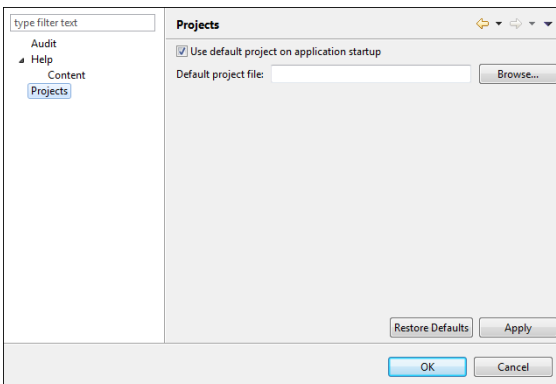 type filter text
Audit
Help
Content
Projects
Projects
Use default project on application startup
Default project file:
Browse...
Restore Defaults
Apply
OK
Cancel